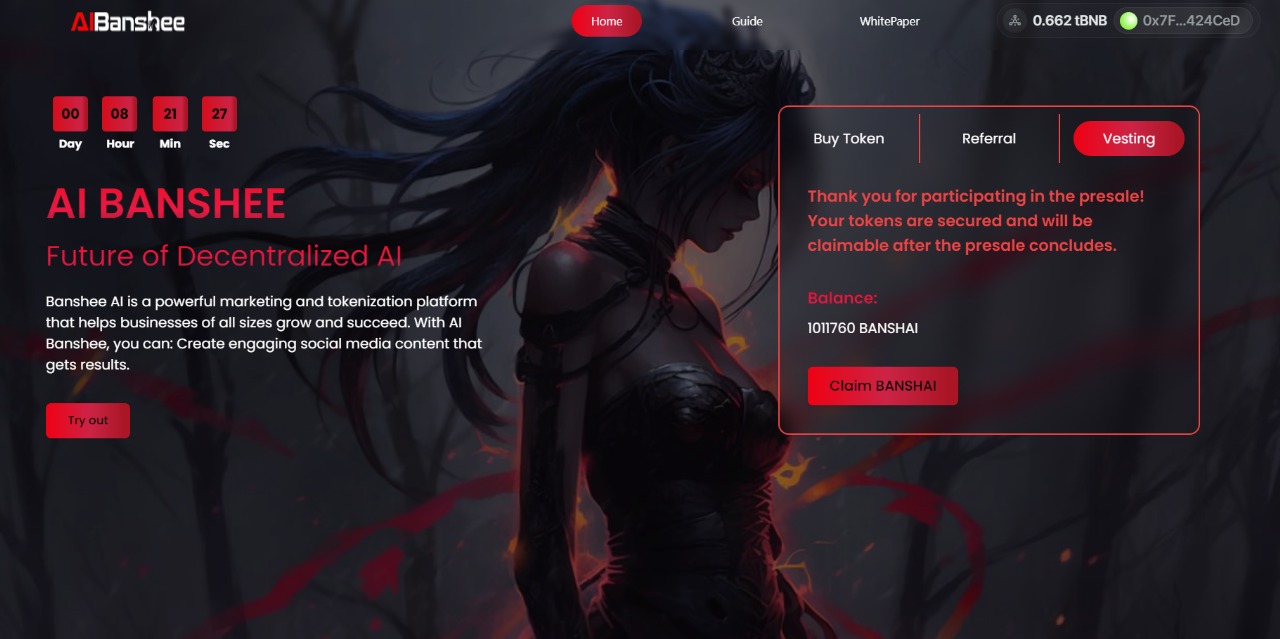 AIBanshee
Home
Guide
WhitePaper
0.662 tBNB
0x7F...424CeD
00
08
21
27
Day
Hour
Min
Sec
AI BANSHEE
Future of Decentralized AI
Banshee AI is a powerful marketing and tokenization platform
that helps businesses of all sizes grow and succeed. With AI
Banshee, you can: Create engaging social media content that
gets results.
Try out
Buy Token
Referral
Vesting
Thank you for participating in the presale!
Your tokens are secured and will be
claimable after the presale concludes.
Balance:
1011760 BANSHAI
Claim BANSHAI